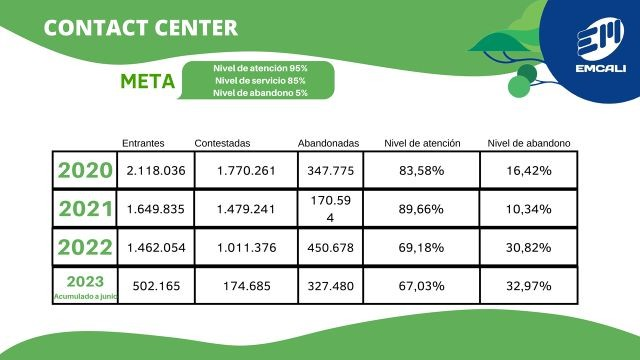 CONTACT CENTER
EMCALI
META
Nivel de atención 95%
Nivel de servicio 85%
Nivel de abandono 5%
Entrantes Contestadas Abandonadas Nivel de atención Nivel de abandono
2020 2.118.036 1.770.261 347.775 83,58% 16,42%
2021 1.649.835 1.479.241 170.59
4 89,66% 10,34%
2022 1.462.054 1.011.376 450.678 69,18% 30,82%
2023
Acumulado a junio 502.165 174.685 327.480 67,03% 32,97%